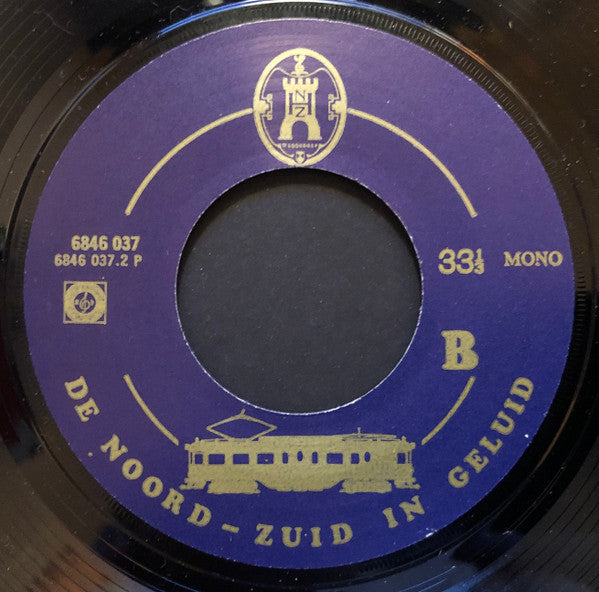 N
H
Z
6846 037
6846 037.2 P
33⅓ MONO
B
DE NOORD-ZUID IN GELUID